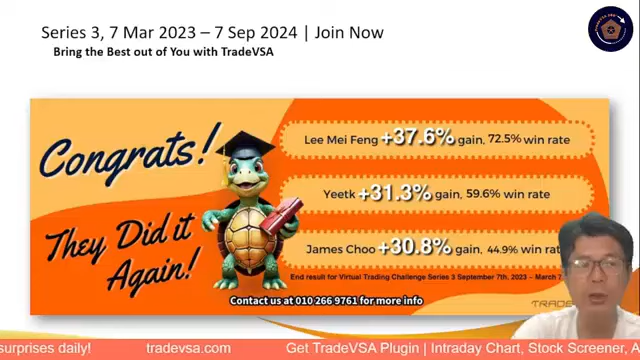 Series 3, 7 Mar 2023 – 7 Sep 2024 | Join Now
Bring the Best out of You with TradeVSA
Congrats!
They Did it
Again!
Lee Mei Feng +37.6% gain, 72.5% win rate
Yeetk +31.3% gain, 59.6% win rate
James Choo +30.8% gain, 44.9% win rat
End result for Virtual Trading Challenge Series 3 September 7th, 2023 – March 7
Contact us at 010 266 9761 for more info
TRADE
surprises daily! tradevsa.com Get TradeVSA Plugin | Intraday Chart, Stock Screener, A